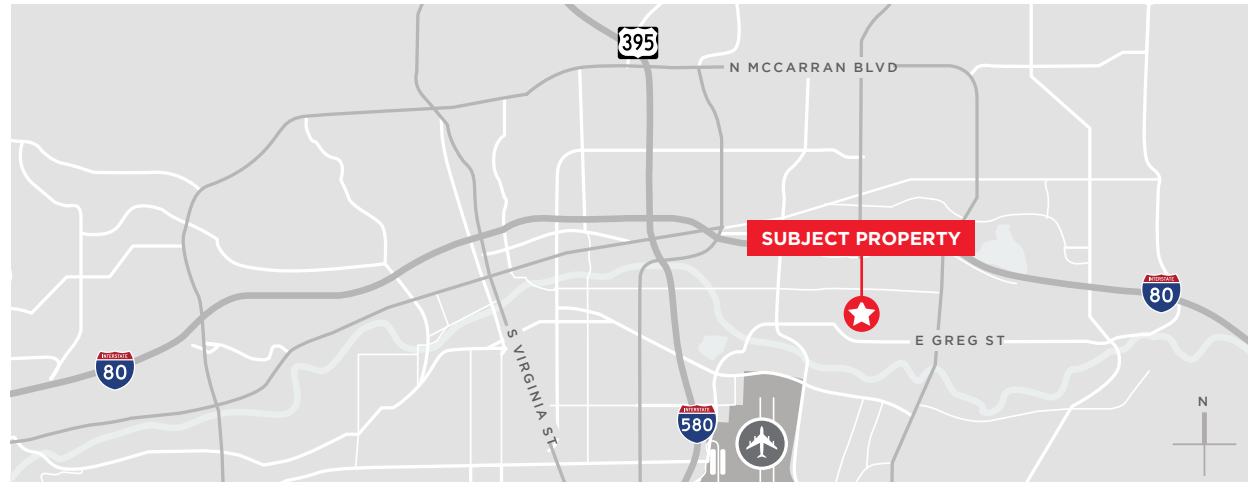 395
N MCCARRAN BLVD
SUBJECT PROPERTY
INTERSTATE
80
E GREG ST
S VIRGINIA ST
INTERSTATE
80
INTERSTATE
580
N